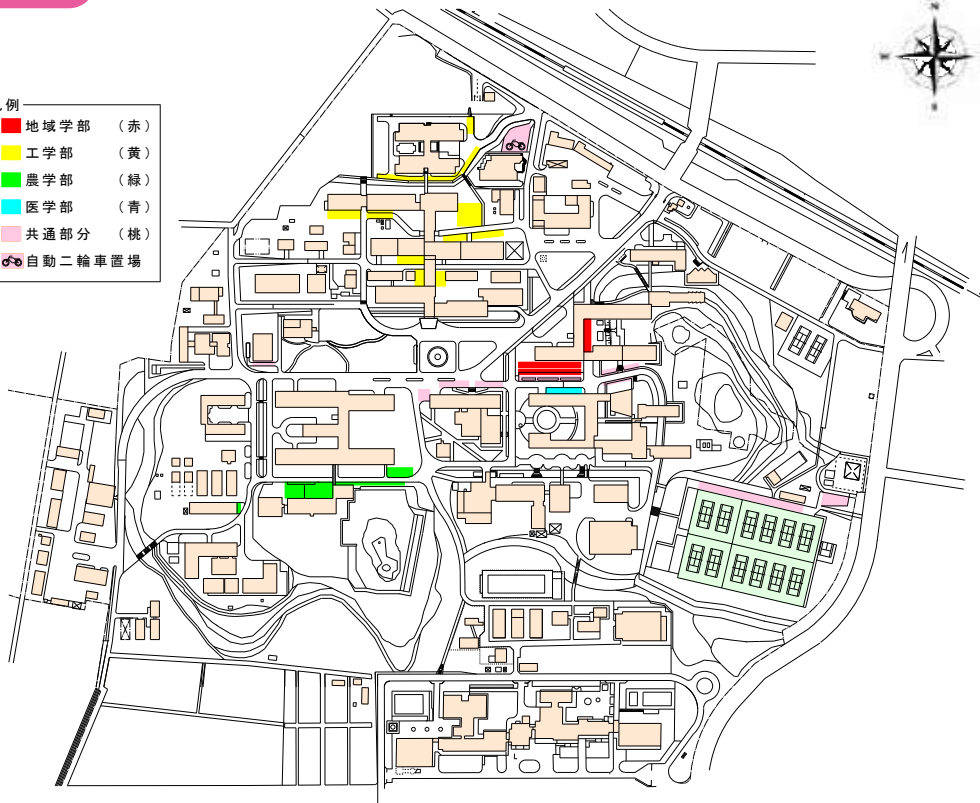 N
例
地域学部 （赤）
工学部 （黄）
農学部 （緑）
医学部 （青）
共通部分 （桃）
自動二輪車置場